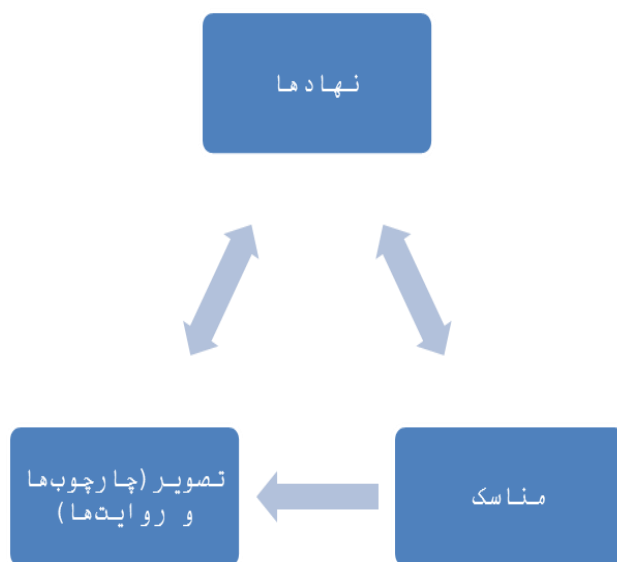 نهادها
مناسک
تصویر(چارچوب‌ها
و روایت‌ها)